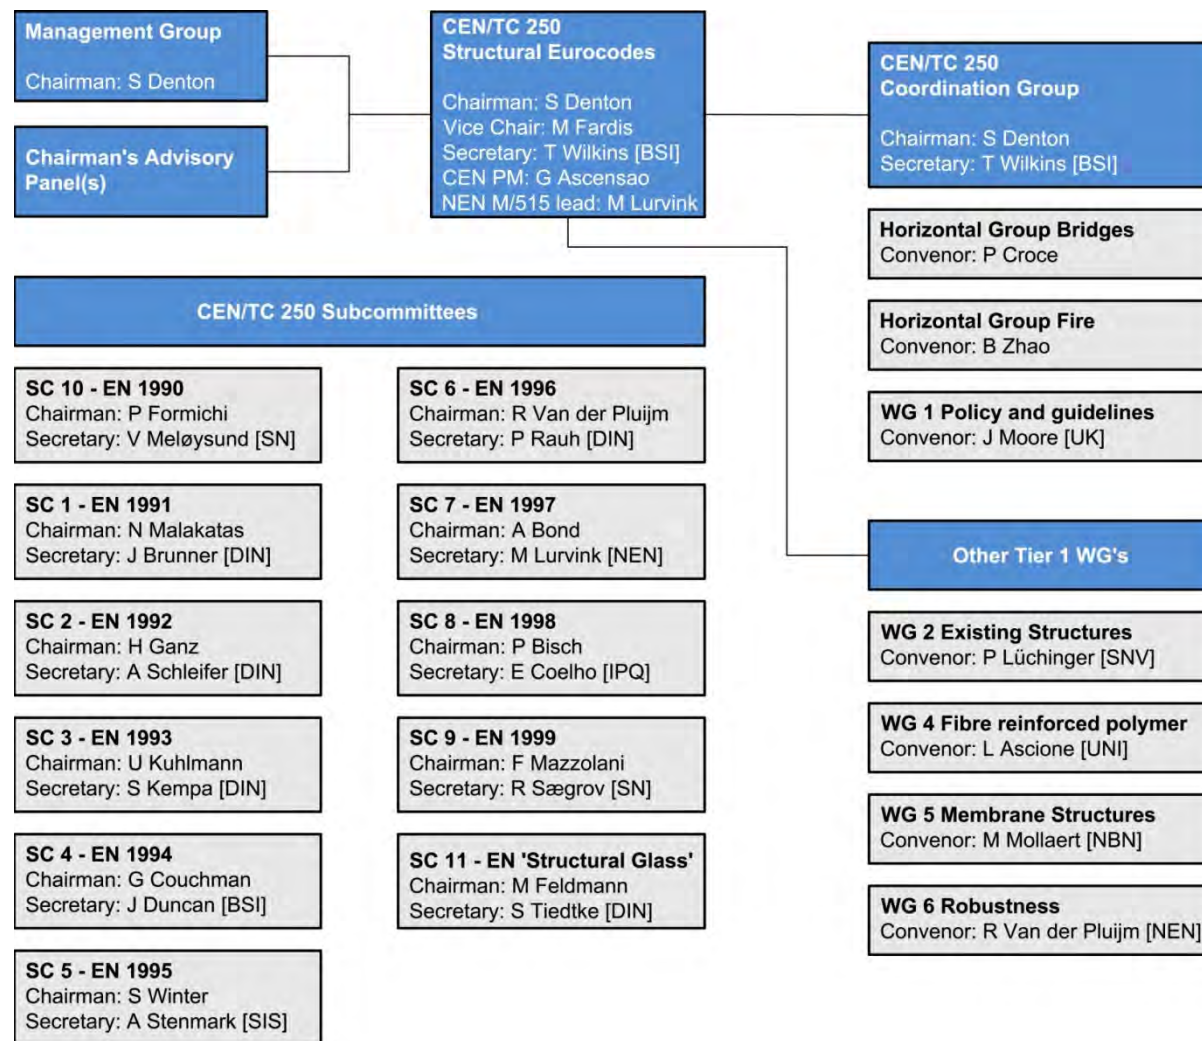 Management Group
Chairman: S Denton
Chairman's Advisory
Panel(s)
CEN/TC 250
Structural Eurocodes
Chairman: S Denton
Vice Chair: M Fardis
Secretary: T Wilkins [BSI]
CEN PM: G Ascensao
NEN M/515 lead: M Lurvink
CEN/TC 250
Coordination Group
Chairman: S Denton
Secretary: T Wilkins [BSI]
Horizontal Group Bridges
Convenor: P Croce
Horizontal Group Fire
Convenor: B Zhao
WG 1 Policy and guidelines
Convenor: J Moore [UK]
CEN/TC 250 Subcommittees
SC 10 - EN 1990
Chairman: P Formichi
Secretary: V Meløysund [SN]
SC 1 - EN 1991
Chairman: N Malakatas
Secretary: J Brunner [DIN]
SC 2 - EN 1992
Chairman: H Ganz
Secretary: A Schleifer [DIN]
SC 3 - EN 1993
Chairman: U Kuhlmann
Secretary: S Kempa [DIN]
SC 4 - EN 1994
Chairman: G Couchman
Secretary: J Duncan [BSI]
SC 5 - EN 1995
Chairman: S Winter
Secretary: A Stenmark [SIS]
SC 6 - EN 1996
Chairman: R Van der Pluijm
Secretary: P Rauh [DIN]
SC 7 - EN 1997
Chairman: A Bond
Secretary: M Lurvink [NEN]
SC 8 - EN 1998
Chairman: P Bisch
Secretary: E Coelho [IPQ]
SC 9 - EN 1999
Chairman: F Mazzolani
Secretary: R Sægrov [SN]
SC 11 - EN 'Structural Glass'
Chairman: M Feldmann
Secretary: S Tiedtke [DIN]
Other Tier 1 WG's
WG 2 Existing Structures
Convenor: P Lüchinger [SNV]
WG 4 Fibre reinforced polymer
Convenor: L Ascione [UNI]
WG 5 Membrane Structures
Convenor: M Mollaert [NBN]
WG 6 Robustness
Convenor: R Van der Pluijm [NEN]